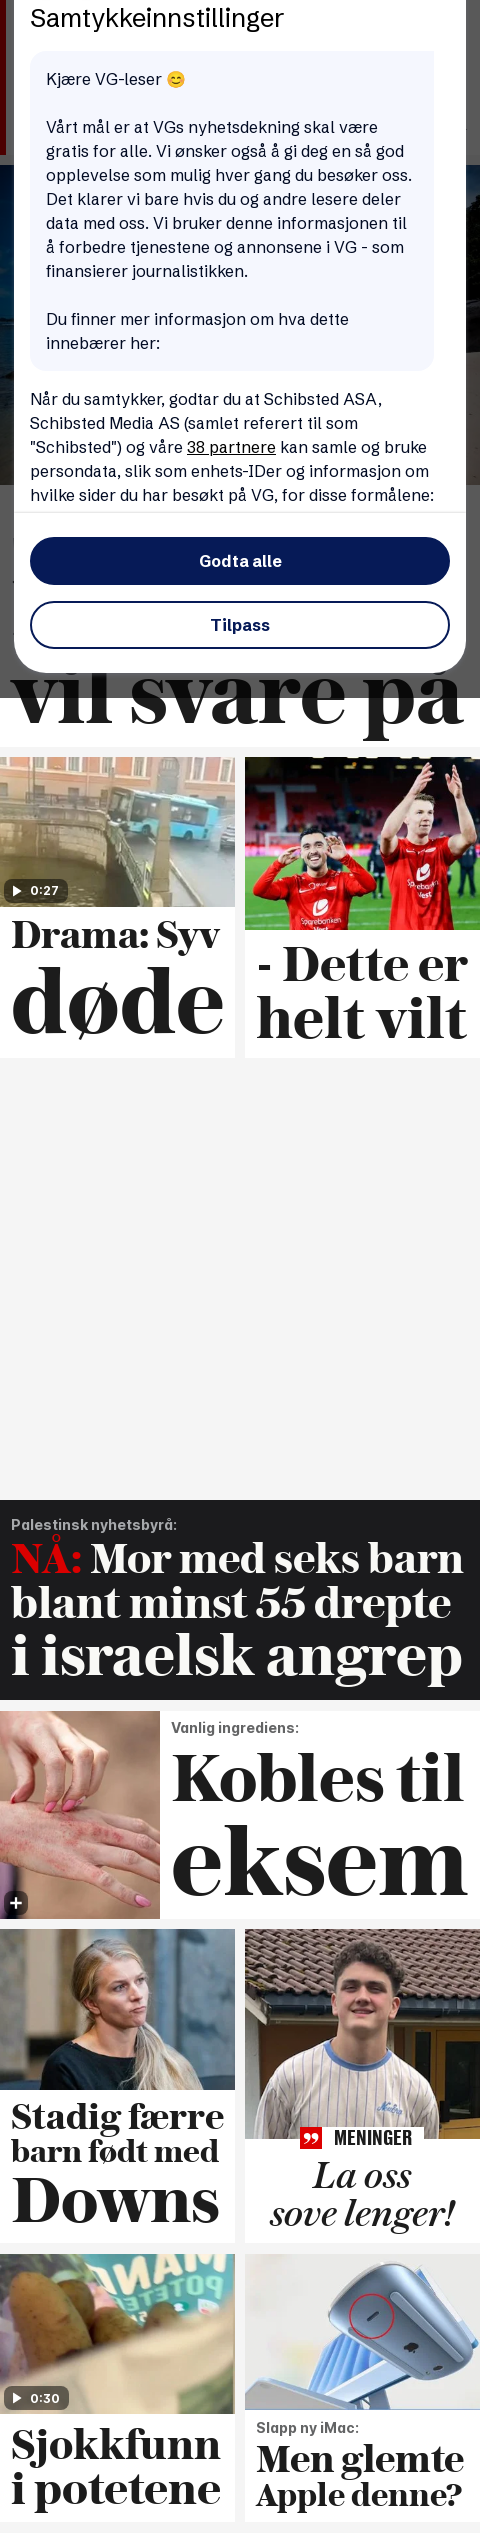 Samtykkeinnstillinger
Kjære VG-leser 😊
Vårt mål er at VGs nyhetsdekning skal være
gratis for alle. Vi ønsker også å gi deg en så god
opplevelse som mulig hver gang du besøker oss.
Det klarer vi bare hvis du og andre lesere deler
data med oss. Vi bruker denne informasjonen til
å forbedre tjenestene og annonsene i VG - som
finansierer journalistikken.
Du finner mer informasjon om hva dette
innebærer her:
Når du samtykker, godtar du at Schibsted ASA,
Schibsted Media AS (samlet referert til som
"Schibsted") og våre 38 partnere kan samle og bruke
persondata, slik som enhets-IDer og informasjon om
hvilke sider du har besøkt på VG, for disse formålene:
Godta alle
Tilpass
vil svare på
0:27
Drama: Syv
døde
- Dette er
helt vilt
Palestinsk nyhetsbyrå:
NÅ: Mor med seks barn
blant minst 55 drepte
i israelsk angrep
Vanlig ingrediens:
Kobles til
eksem
Stadig færre
barn født med
Downs
MENINGER
La oss
sove lenger!
0:30
Sjokkfunn
i potetene
Slapp ny iMac:
Men glemte
Apple denne?